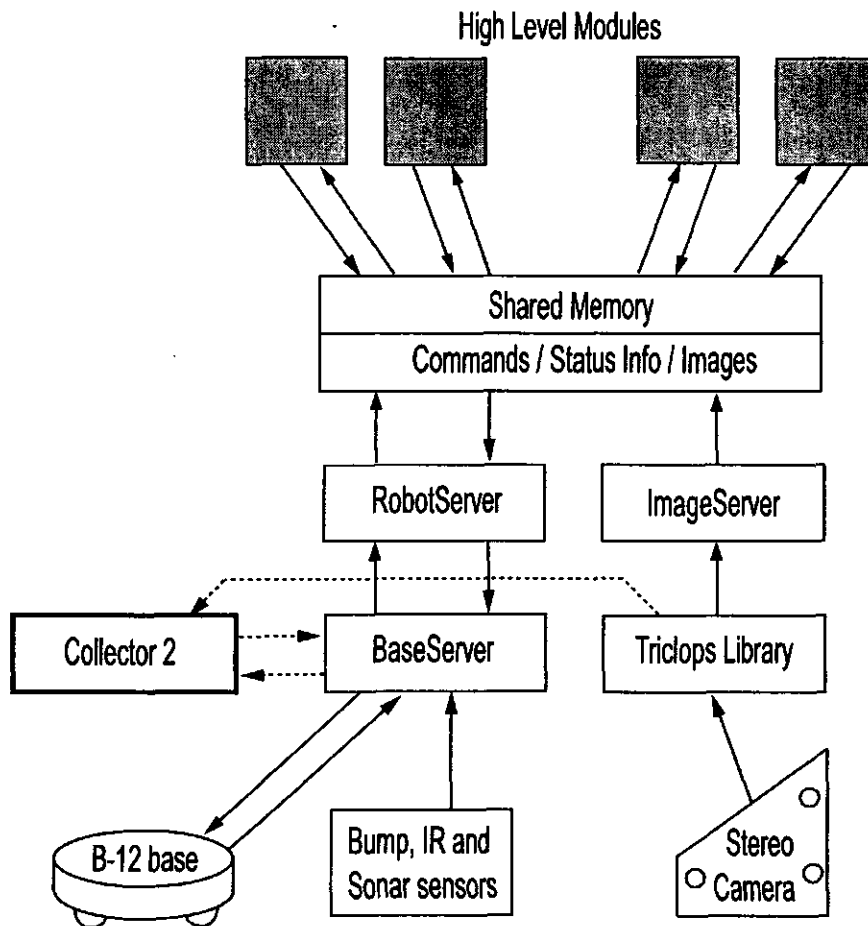 High Level Modules
Shared Memory
Commands / Status Info / Images
RobotServer
ImageServer
Collector 2
BaseServer
Triclops Library
B-12 base
Bump, IR and
Sonar sensors
Stereo
Camera